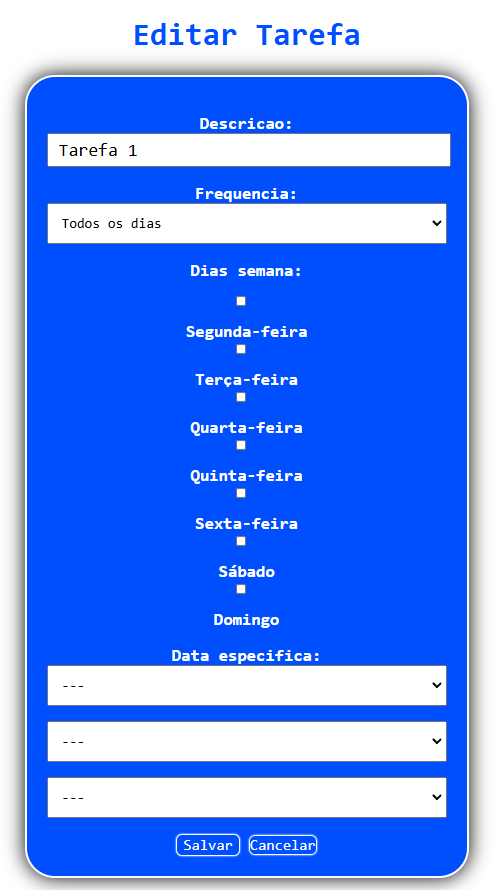 Editar Tarefa
Descricao:
Tarefa 1
Frequencia:
Todos os dias
Dias semana:
Segunda-feira
Terça-feira
Quarta-feira
Quinta-feira
Sexta-feira
Sábado
Domingo
Data especifica:
---
---
---
Salvar Cancelar